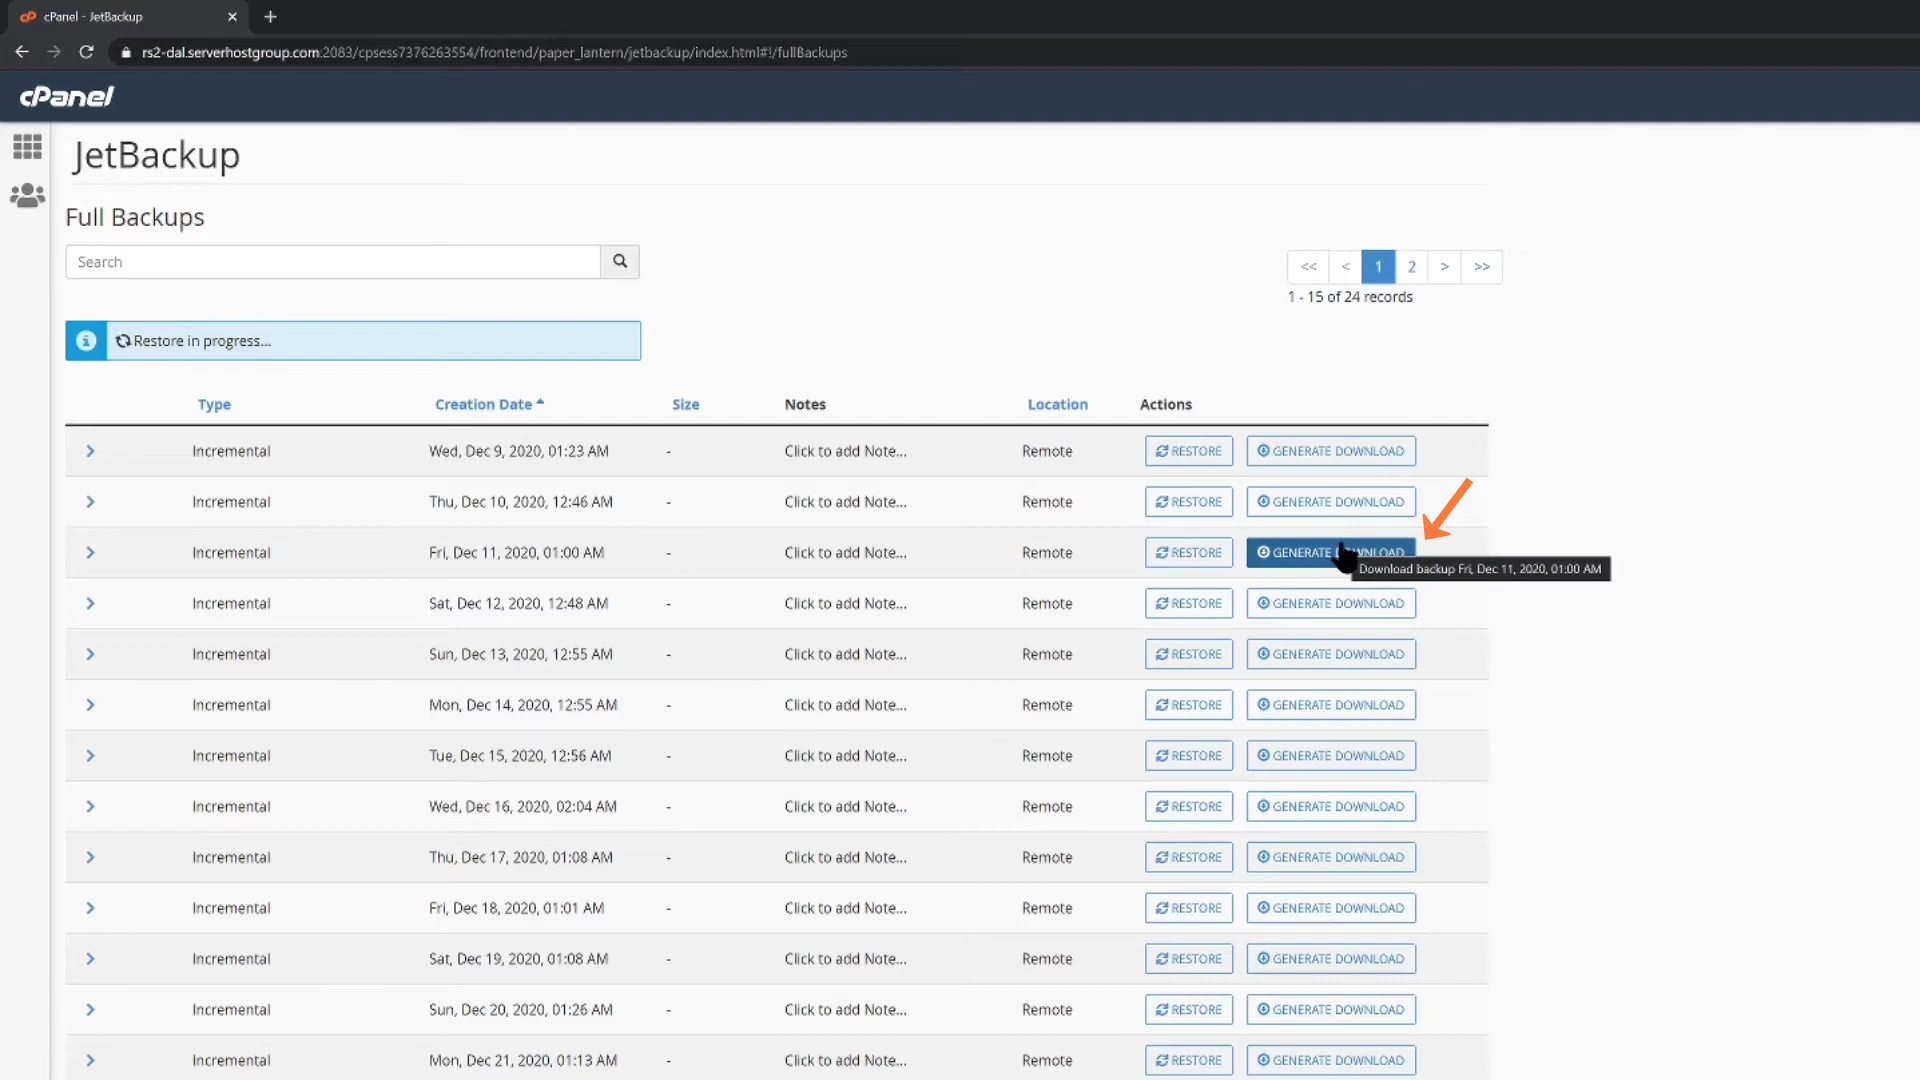 cPanel - JetBackup
rs2-dal.serverhostgroup.com:2083/cpsess7376263554/frontend/paper_lantern/jetbackup/index.html#!/fullBackups
cPanel
JetBackup
Full Backups
Search
<< < 1 2 > >>
1 - 15 of 24 records
Restore in progress...
Type Creation Date Size Notes Location Actions
Incremental Wed, Dec 9, 2020, 01:23 AM - Click to add Note... Remote RESTORE GENERATE DOWNLOAD
Incremental Thu, Dec 10, 2020, 12:46 AM - Click to add Note... Remote RESTORE GENERATE DOWNLOAD
Incremental Fri, Dec 11, 2020, 01:00 AM - Click to add Note... Remote RESTORE GENERATE DOWNLOAD
Download backup Fri, Dec 11, 2020, 01:00 AM
Incremental Sat, Dec 12, 2020, 12:48 AM - Click to add Note... Remote RESTORE GENERATE DOWNLOAD
Incremental Sun, Dec 13, 2020, 12:55 AM - Click to add Note... Remote RESTORE GENERATE DOWNLOAD
Incremental Mon, Dec 14, 2020, 12:55 AM - Click to add Note... Remote RESTORE GENERATE DOWNLOAD
Incremental Tue, Dec 15, 2020, 12:56 AM - Click to add Note... Remote RESTORE GENERATE DOWNLOAD
Incremental Wed, Dec 16, 2020, 02:04 AM - Click to add Note... Remote RESTORE GENERATE DOWNLOAD
Incremental Thu, Dec 17, 2020, 01:08 AM - Click to add Note... Remote RESTORE GENERATE DOWNLOAD
Incremental Fri, Dec 18, 2020, 01:01 AM - Click to add Note... Remote RESTORE GENERATE DOWNLOAD
Incremental Sat, Dec 19, 2020, 01:08 AM - Click to add Note... Remote RESTORE GENERATE DOWNLOAD
Incremental Sun, Dec 20, 2020, 01:26 AM - Click to add Note... Remote RESTORE GENERATE DOWNLOAD
Incremental Mon, Dec 21, 2020, 01:13 AM - Click to add Note... Remote RESTORE GENERATE DOWNLOAD